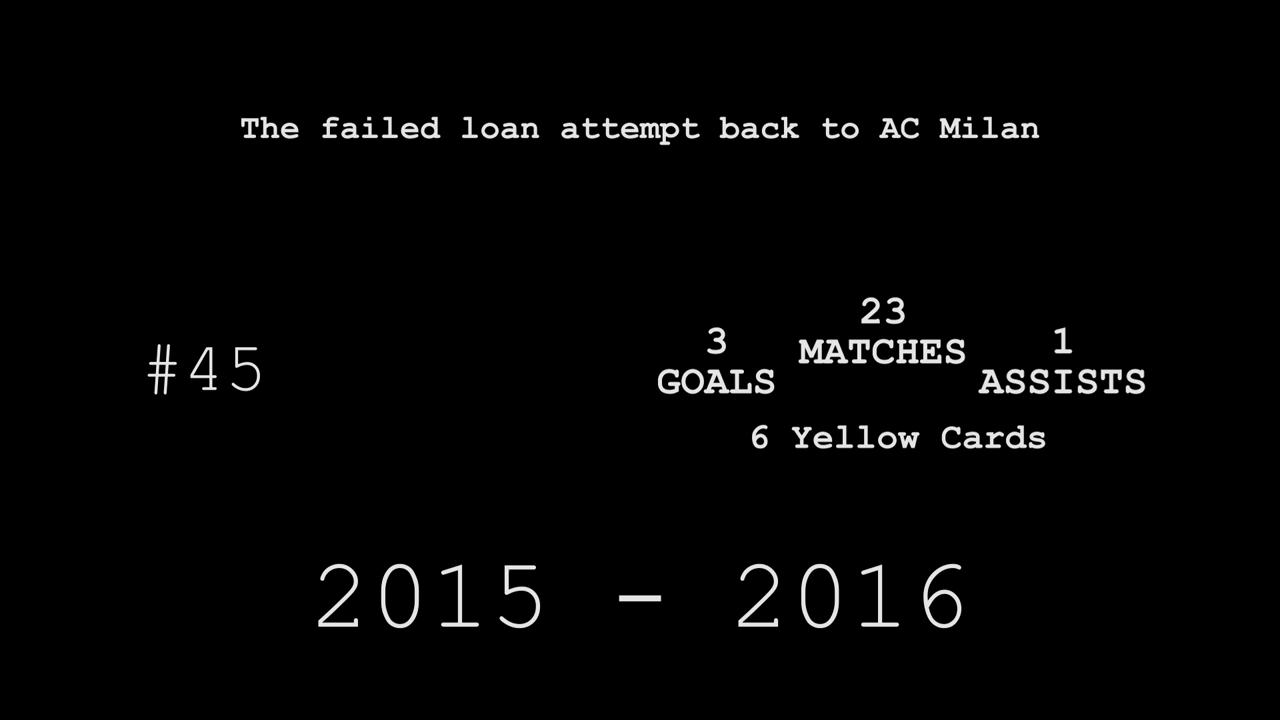 The failed loan attempt back to AC Milan
#45
23
MATCHES
3
GOALS
1
ASSISTS
6 Yellow Cards
2015 - 2016